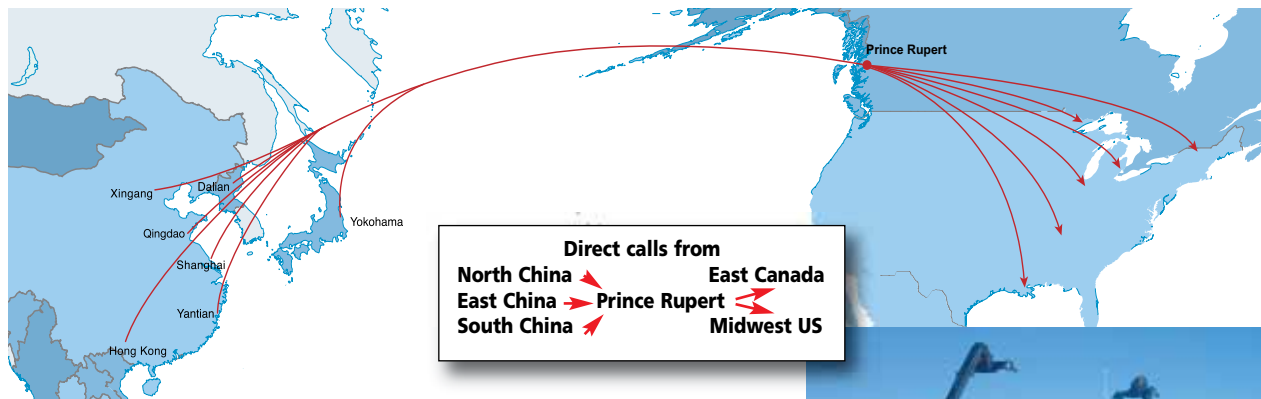 Prince Rupert
Xingang
Dalian
Qingdao
Yokohama
Shanghai
Yantian
Hong Kong
Direct calls from
North China East Canada
East China Prince Rupert
South China Midwest US